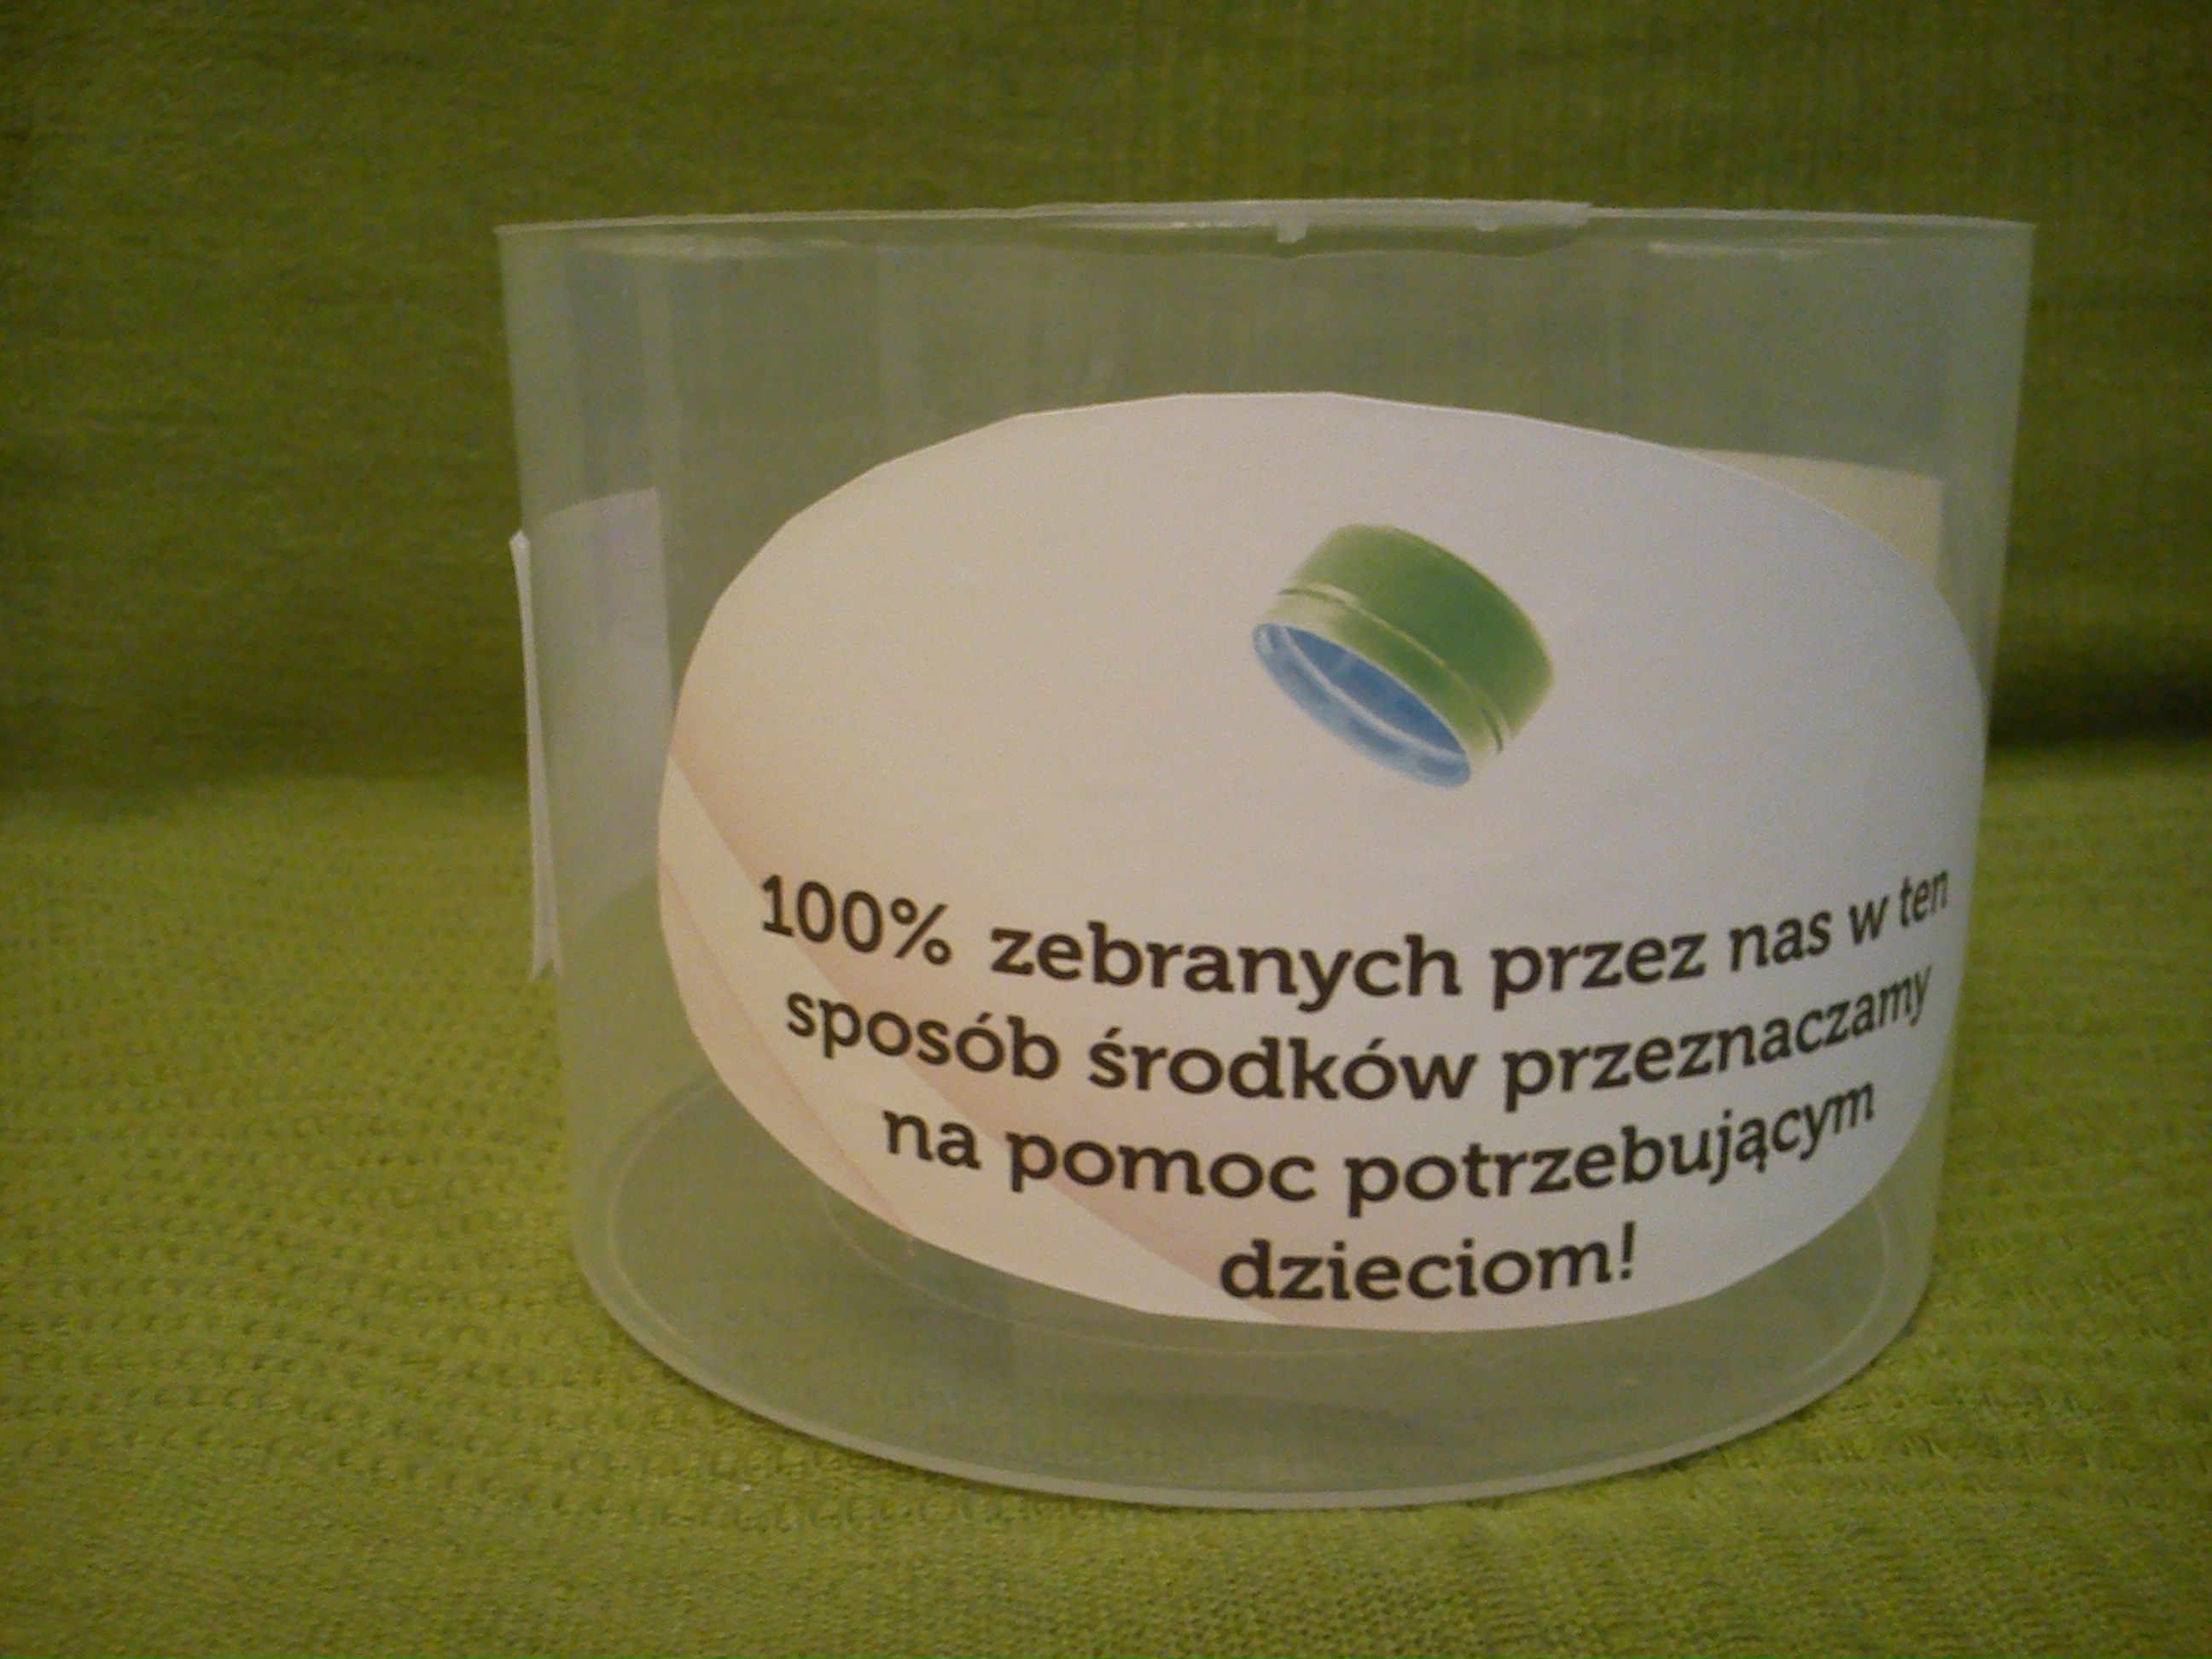 100% zebranych przez nas w ten
sposób środków przeznaczamy
na pomoc potrzebującym
dzieciom!